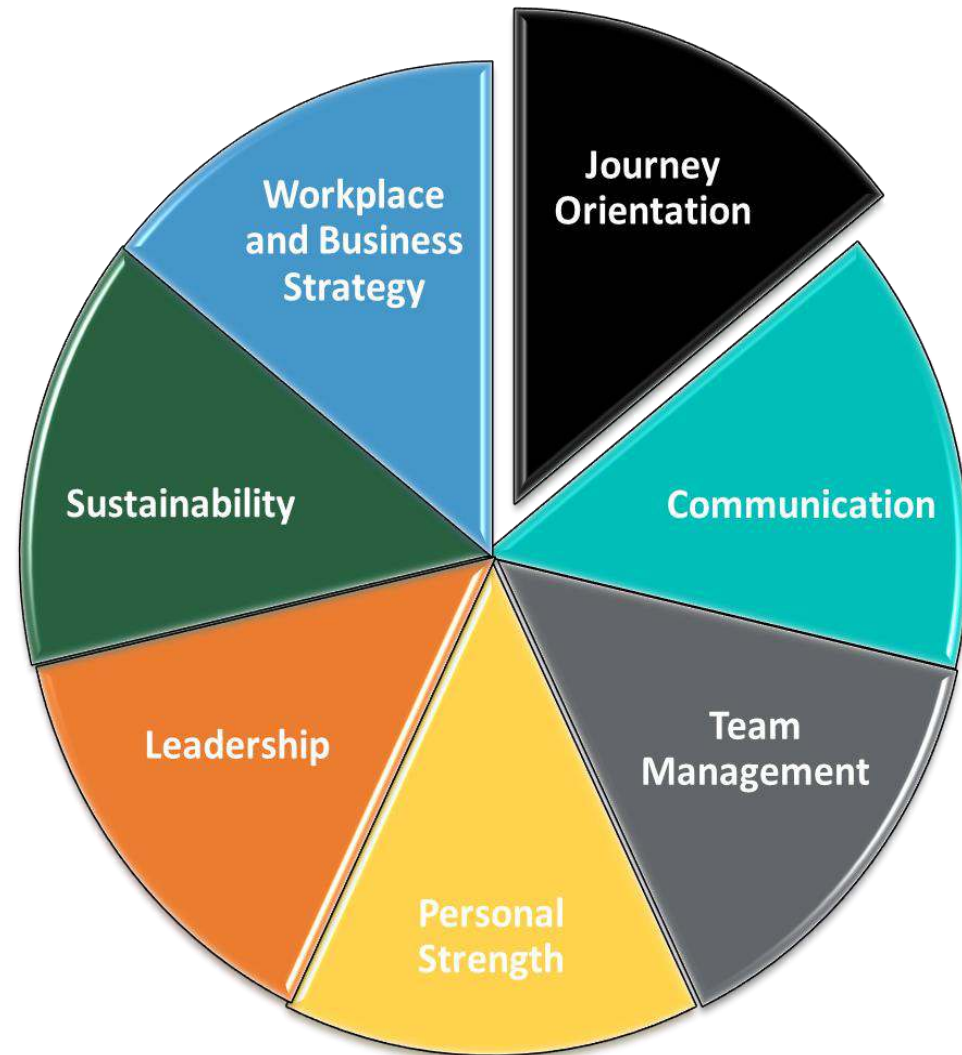 Journey
Orientation
Communication
Team
Management
Personal
Strength
Leadership
Sustainability
Workplace
and Business
Strategy